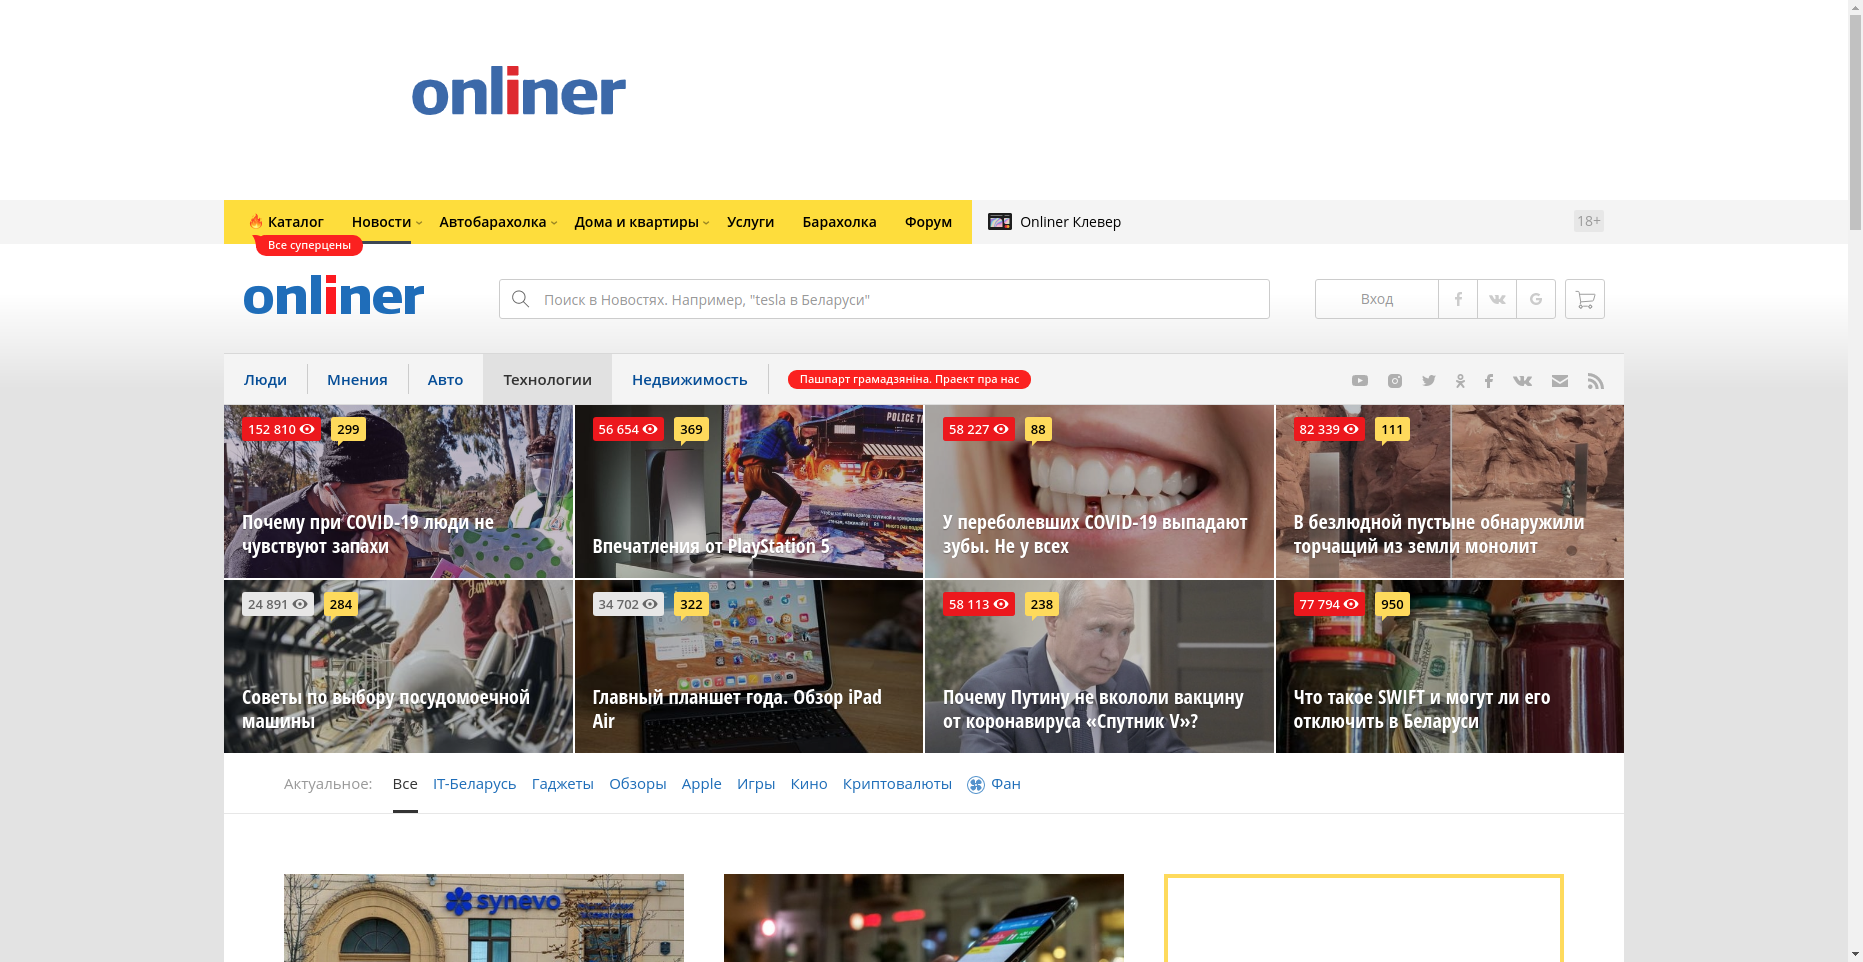 onliner
Каталог Новости Автобарахолка Дома и квартиры Услуги Барахолка Форум Onliner Клевер 18+
Все суперцены
onliner
Поиск в Новостях. Например, "tesla в Беларуси"
Вход
Люди Мнения Авто Технологии Недвижимость Пашпарт грамадзяніна. Праект пра нас
152 810 299
Почему при COVID-19 люди не
чувствуют запахи
56 654 369
POLICE
Впечатления от PlayStation 5
58 227 88
У переболевших COVID-19 выпадают
зубы. Не у всех
82 339 111
В безлюдной пустыне обнаружили
торчащий из земли монолит
24 891 284
Советы по выбору посудомоечной
машины
34 702 322
Главный планшет года. Обзор iPad
Air
58 113 238
Почему Путину не вкололи вакцину
от коронавируса «Спутник V»?
77 794 950
Что такое SWIFT и могут ли его
отключить в Беларуси
Актуальное: Все IT-Беларусь Гаджеты Обзоры Apple Игры Кино Криптовалюты Фан
synevo